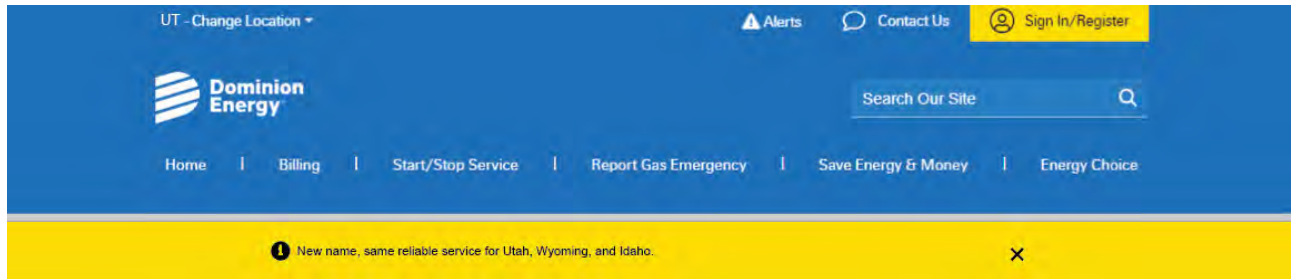 UT - Change Location
Alerts
Contact Us
Sign In/Register
Dominion
Energy
Search Our Site
Home | Billing | Start/Stop Service | Report Gas Emergency | Save Energy & Money | Energy Choice
New name, same reliable service for Utah, Wyoming, and Idaho.